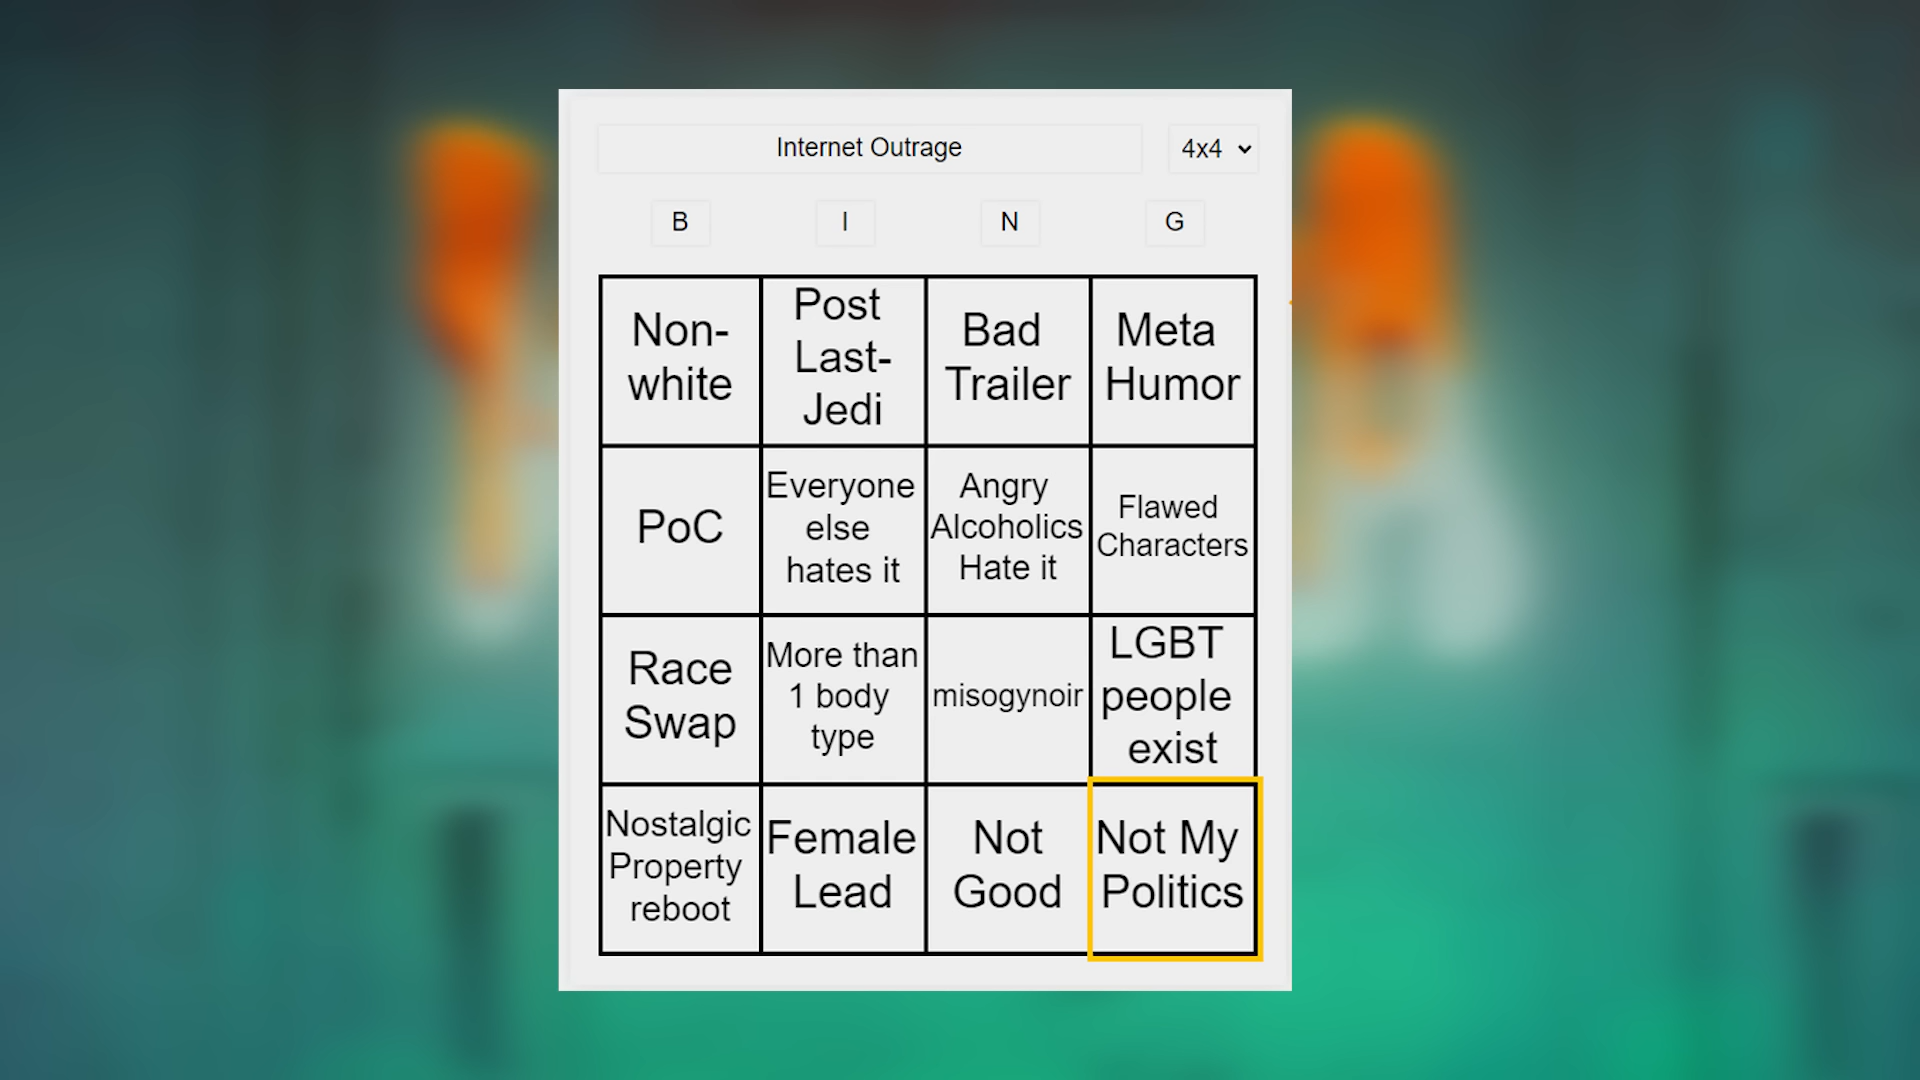 Internet Outrage
4x4
B I N G
Non-
white
Post
Last-
Jedi
Bad
Trailer
Meta
Humor
PoC
Everyone
else
hates it
Angry
Alcoholics
Hate it
Flawed
Characters
Race
Swap
More than
1 body
type
misogynoir
LGBT
people
exist
Nostalgic
Property
reboot
Female
Lead
Not
Good
Not My
Politics